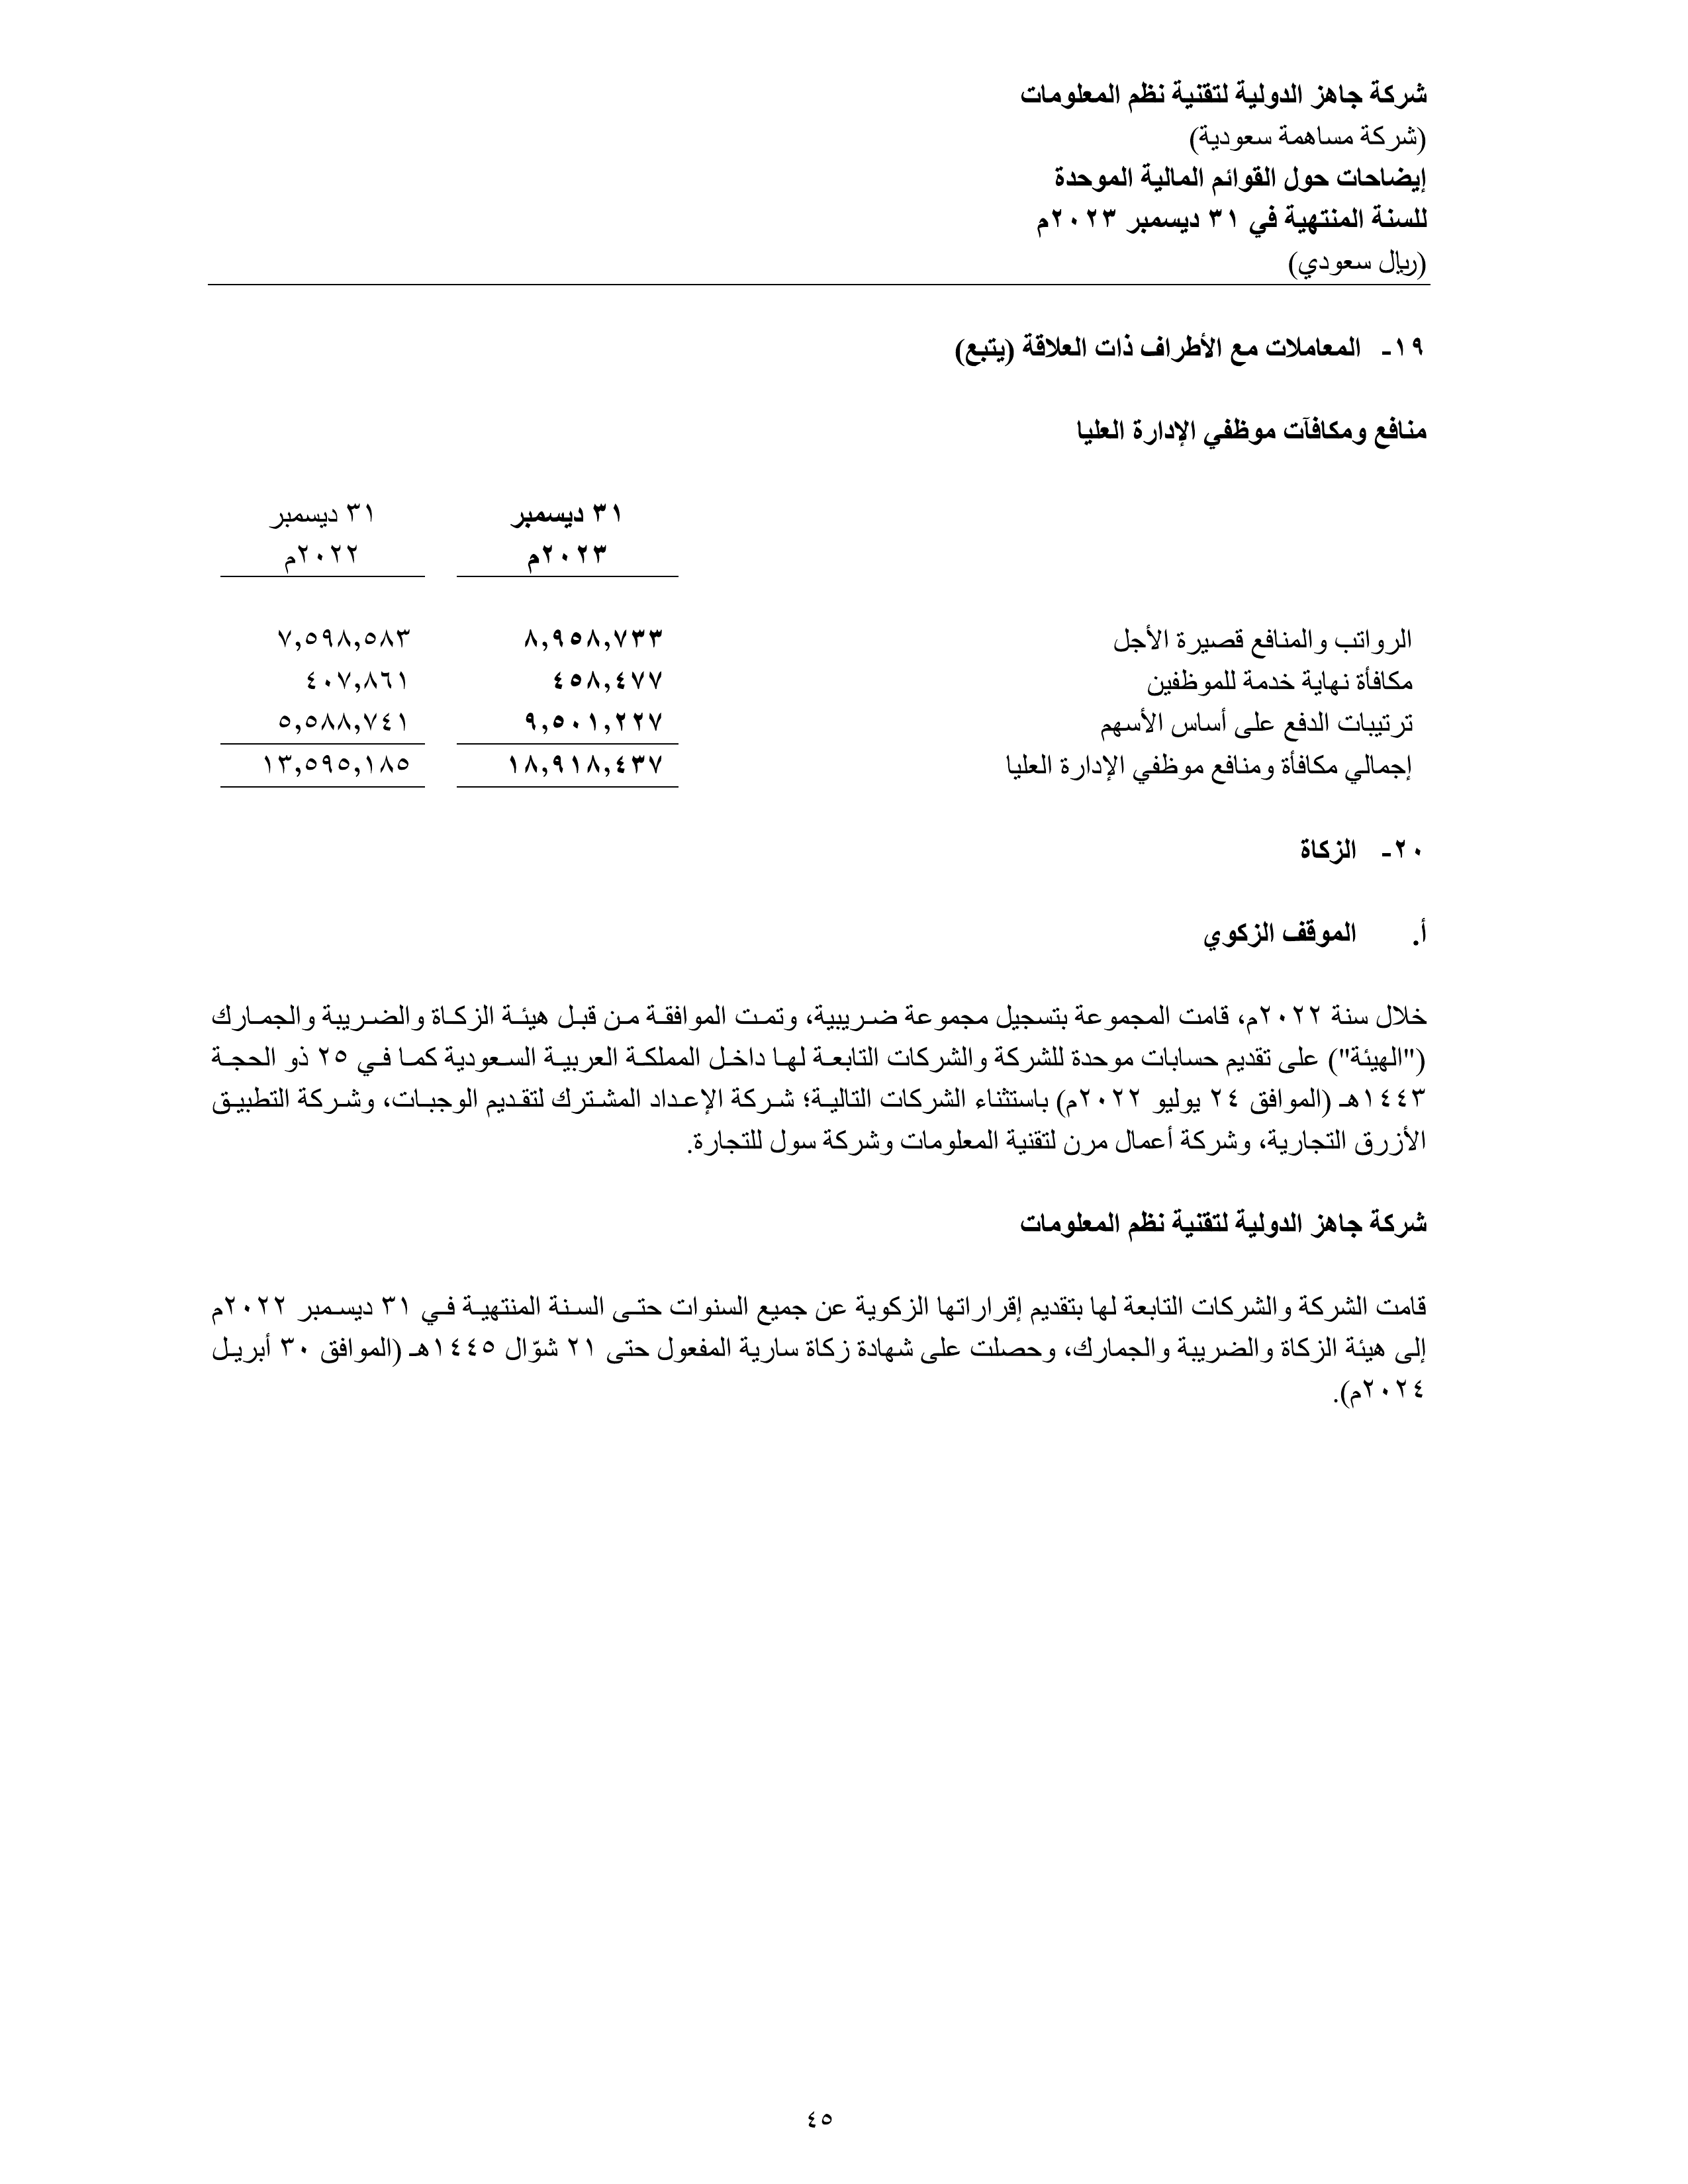 شركة جاهز الدولية لتقنية نظم المعلومات
(شركة مساهمة سعودية)
إيضاحات حول القوائم المالية الموحدة
للسنة المنتهية في ٣١ ديسمبر ٢٠٢٣م
(ريال سعودي)
١٩- المعاملات مع الأطراف ذات العلاقة (يتبع)
منافع ومكافآت موظفي الإدارة العليا
٣١ ديسمبر ٣١ ديسمبر
٢٠٢٣م ٢٠٢٢م
الرواتب والمنافع قصيرة الأجل ٨,٩٥٨,٧٣٣ ٧,٥٩٨,٥٨٣
مكافأة نهاية خدمة للموظفين ٤٥٨,٤٧٧ ٤٠٧,٨٦١
ترتيبات الدفع على أساس الأسهم ٩,٥٠١,٢٢٧ ٥,٥٨٨,٧٤١
إجمالي مكافأة ومنافع موظفي الإدارة العليا ١٨,٩١٨,٤٣٧ ١٣,٥٩٥,١٨٥
٢٠- الزكاة
أ. الموقف الزكوي
خلال سنة ٢٠٢٢م، قامت المجموعة بتسجيل مجموعة ضريبية، وتمت الموافقة من قبل هيئة الزكاة والضريبة والجمارك
("الهيئة") على تقديم حسابات موحدة للشركة والشركات التابعة لها داخل المملكة العربية السعودية كما في ٢٥ ذو الحجة
١٤٤٣هـ (الموافق ٢٤ يوليو ٢٠٢٢م) باستثناء الشركات التالية؛ شركة الإعداد المشترك لتقديم الوجبات، وشركة التطبيق
الأزرق التجارية، وشركة أعمال مرن لتقنية المعلومات وشركة سول للتجارة.
شركة جاهز الدولية لتقنية نظم المعلومات
قامت الشركة والشركات التابعة لها بتقديم إقراراتها الزكوية عن جميع السنوات حتى السنة المنتهية في ٣١ ديسمبر ٢٠٢٢م
إلى هيئة الزكاة والضريبة والجمارك، وحصلت على شهادة زكاة سارية المفعول حتى ٢١ شوّال ١٤٤٥هـ (الموافق ٣٠ أبريل
٢٠٢٤م).
٤٥